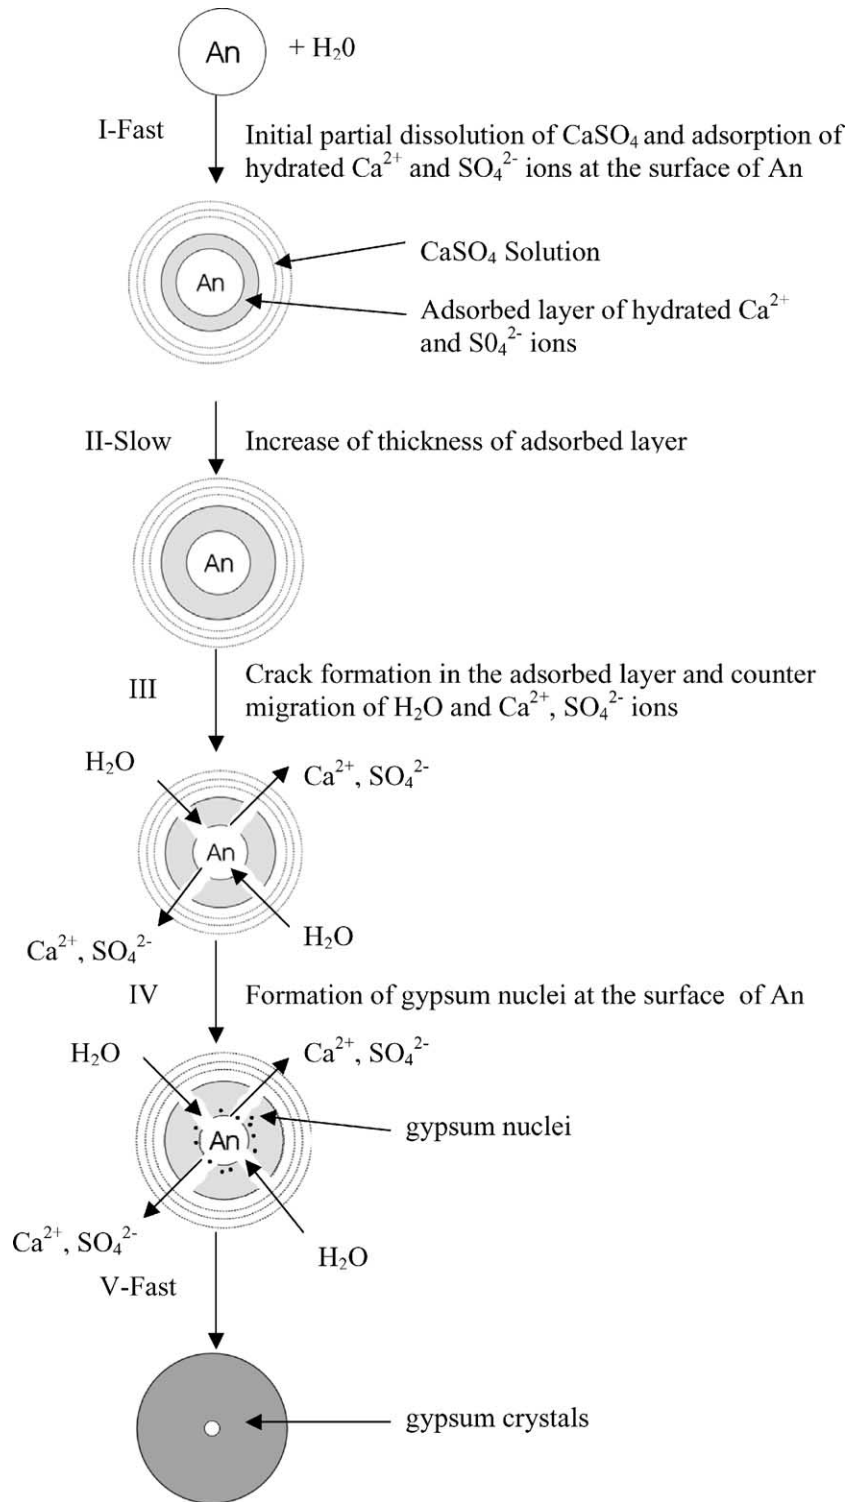 An
+ H₂0
I-Fast
Initial partial dissolution of CaSO₄ and adsorption of
hydrated Ca²⁺ and SO₄²⁻ ions at the surface of An
An
CaSO₄ Solution
Adsorbed layer of hydrated Ca²⁺
and S0₄²⁻ ions
II-Slow
Increase of thickness of adsorbed layer
An
III
Crack formation in the adsorbed layer and counter
migration of H₂O and Ca²⁺, SO₄²⁻ ions
H₂O
Ca²⁺, SO₄²⁻
An
Ca²⁺, SO₄²⁻
H₂O
IV
Formation of gypsum nuclei at the surface of An
H₂O
Ca²⁺, SO₄²⁻
gypsum nuclei
An
Ca²⁺, SO₄²⁻
H₂O
V-Fast
gypsum crystals